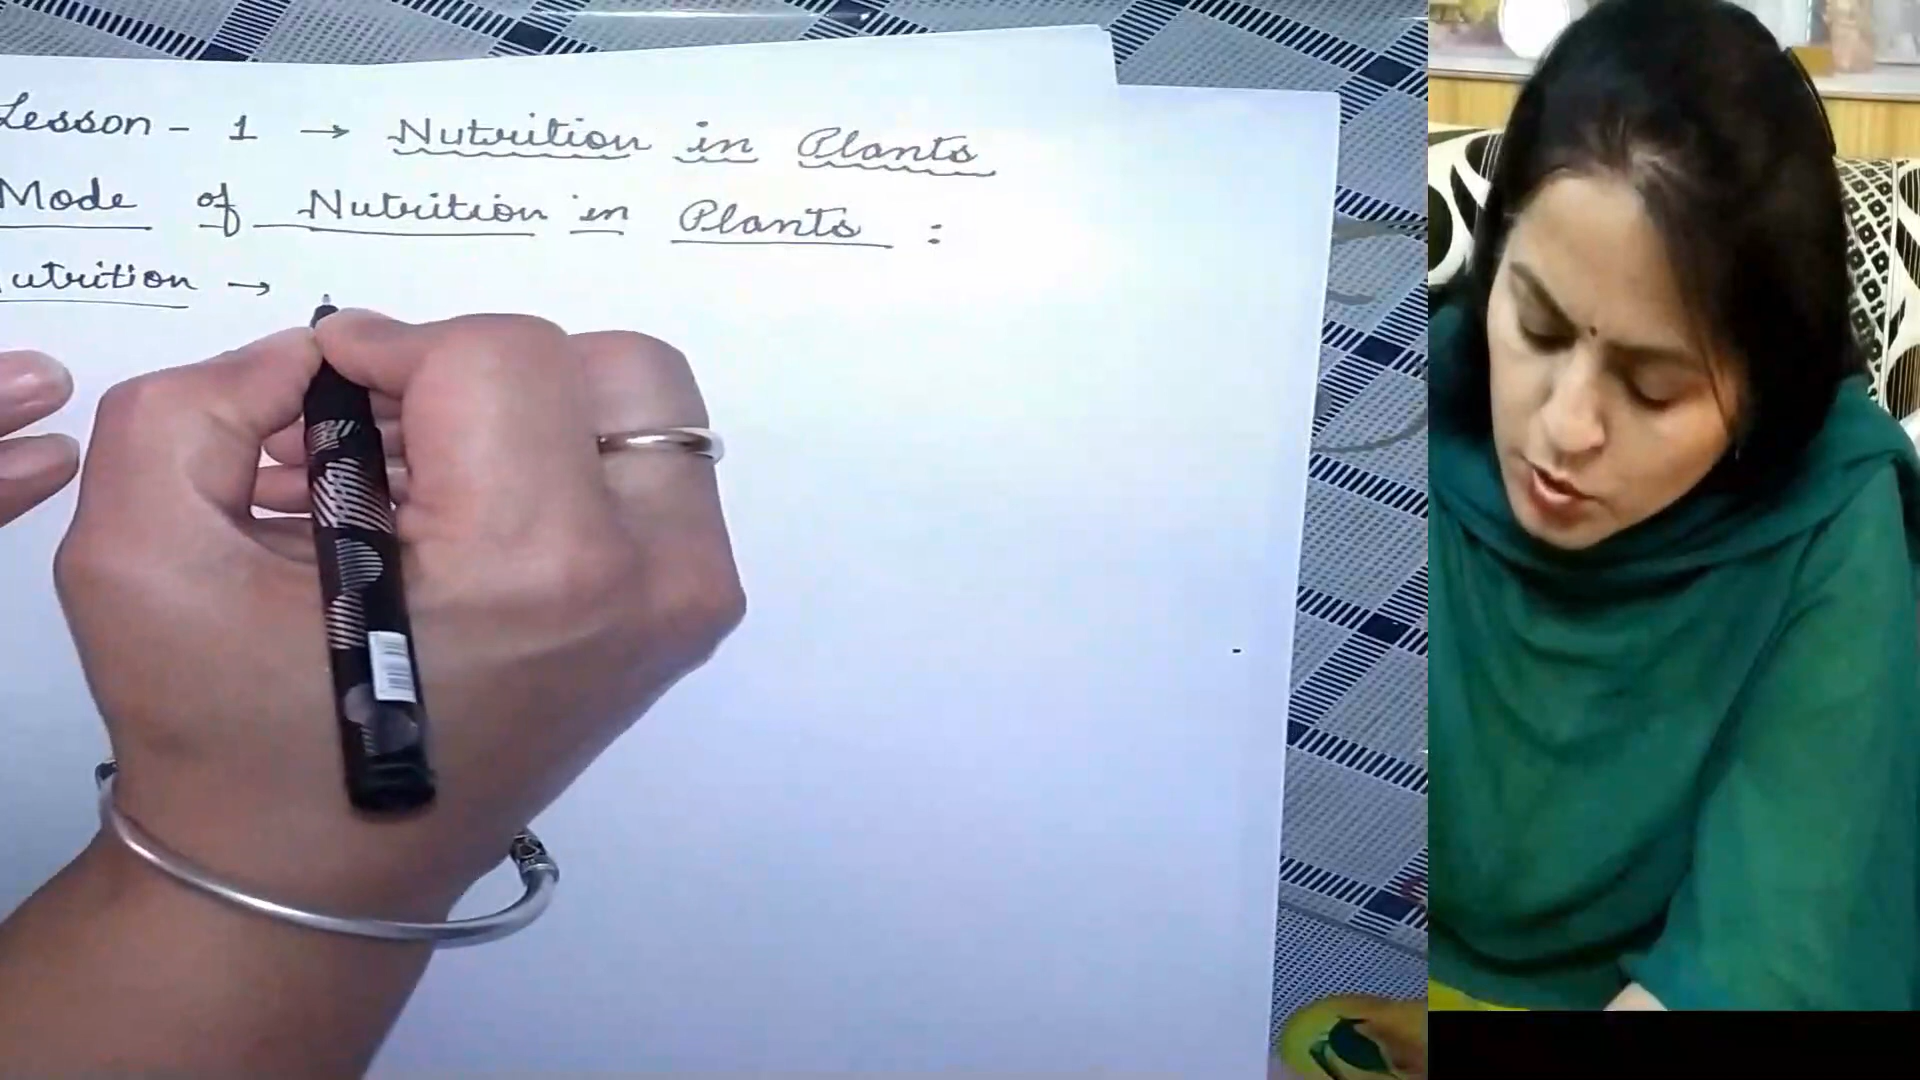 Lesson - 1 → Nutrition in Plants
Mode of Nutrition in Plants :
utrition →